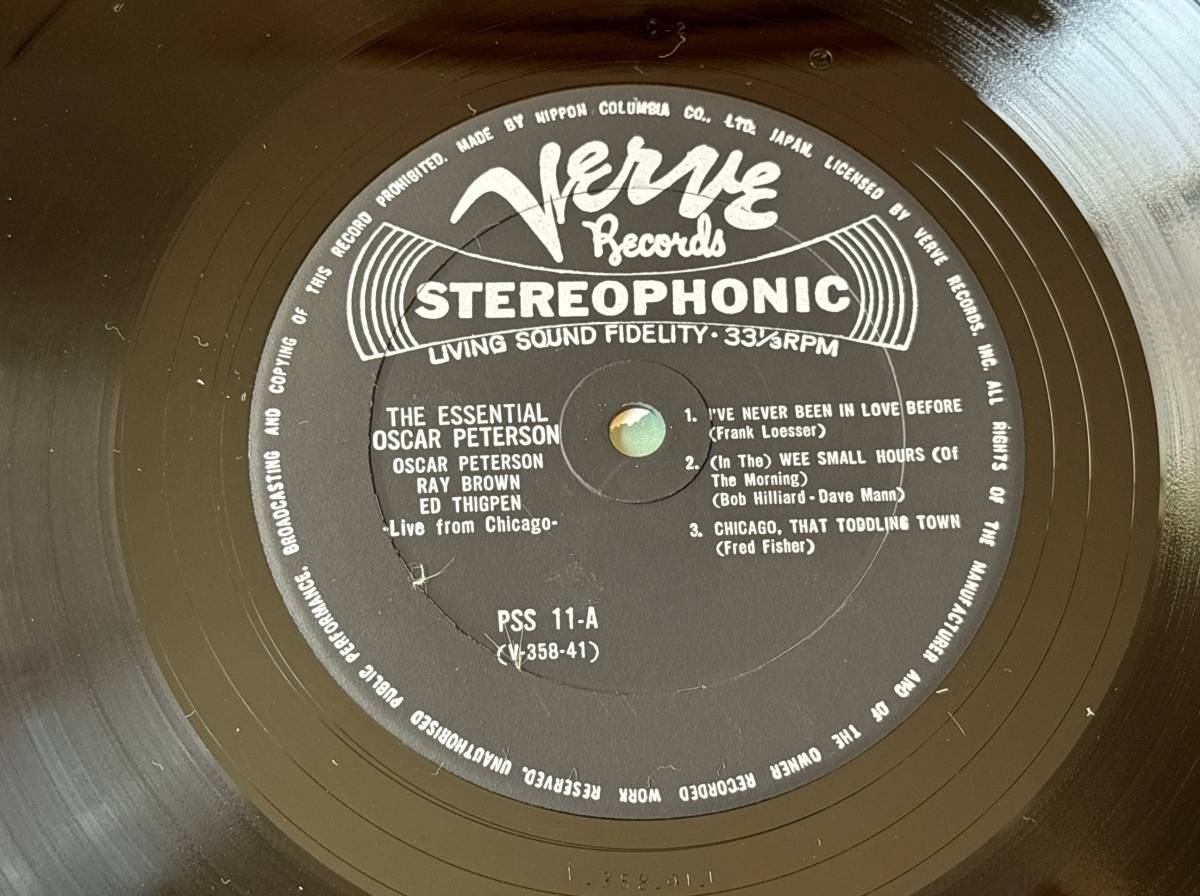 MADE BY NIPPON COLUMBIA CO., LTD. JAPAN, LICENSED BY VERVE RECORDS, INC. ALL RIGHTS OF THE MANUFACTURER AND OF THE OWNER RECORDED WORK RESERVED. UNAUTHORISED PUBLIC PERFORMANCE, BROADCASTING AND COPYING OF THIS RECORD PROHIBITED.
Verve
Records
STEREOPHONIC
LIVING SOUND FIDELITY · 33⅓RPM
THE ESSENTIAL
OSCAR PETERSON
OSCAR PETERSON
RAY BROWN
ED THIGPEN
-Live from Chicago-
1. I'VE NEVER BEEN IN LOVE BEFORE
(Frank Loesser)
2. (In The) WEE SMALL HOURS (Of
The Morning)
(Bob Hilliard - Dave Mann)
3. CHICAGO, THAT TODDLING TOWN
(Fred Fisher)
PSS 11-A
(V-358-41)